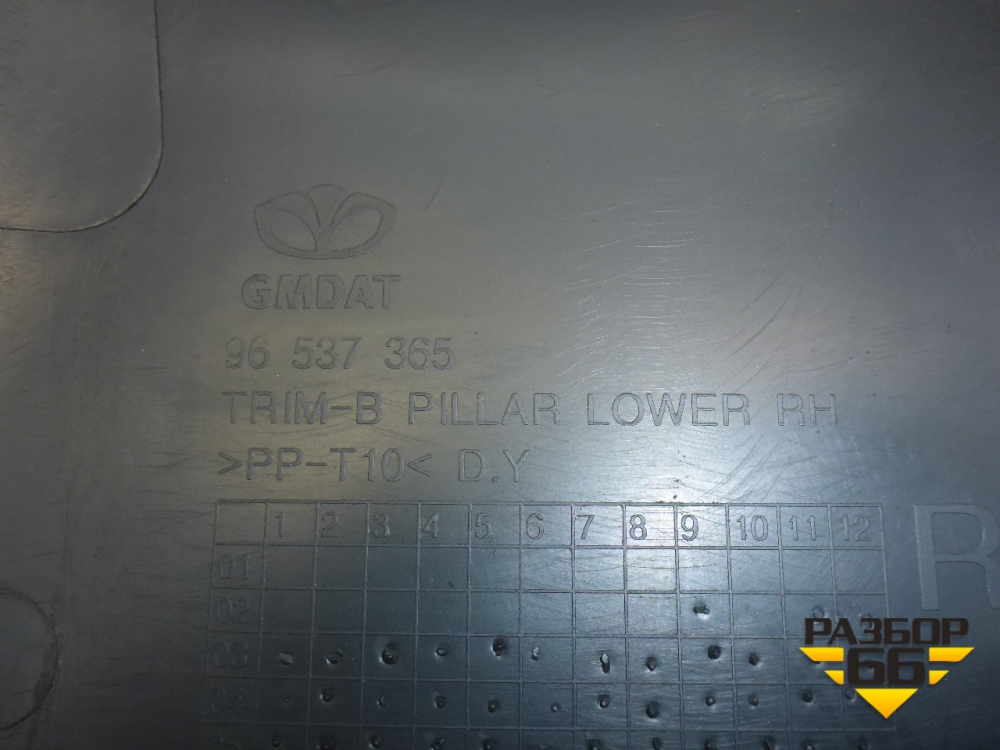 GMDAT
96 537 365
TRIM-B PILLAR LOWER RH
>PP-T10< D.Y
1 2 3 4 5 6 7 8 9 10 11 12
01
R
02
РАЗБОР
66
03